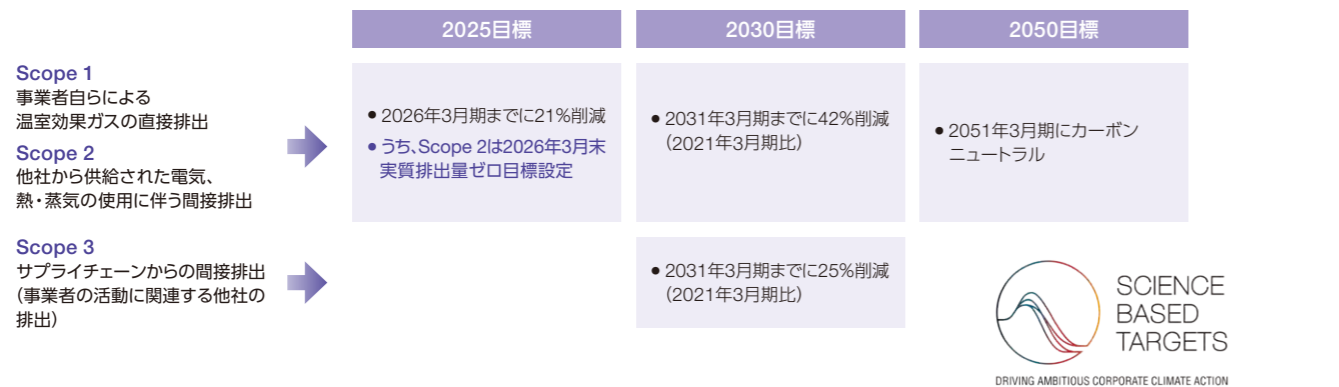 2025目標
2030目標
2050目標
Scope 1
事業者自らによる
温室効果ガスの直接排出
Scope 2
他社から供給された電気、
熱・蒸気の使用に伴う間接排出
● 2026年3月期までに21%削減
● うち、Scope 2は2026年3月末
実質排出量ゼロ目標設定
● 2031年3月期までに42%削減
（2021年3月期比）
● 2051年3月期にカーボン
ニュートラル
Scope 3
サプライチェーンからの間接排出
（事業者の活動に関連する他社の
排出）
● 2031年3月期までに25%削減
（2021年3月期比）
SCIENCE
BASED
TARGETS
DRIVING AMBITIOUS CORPORATE CLIMATE ACTION